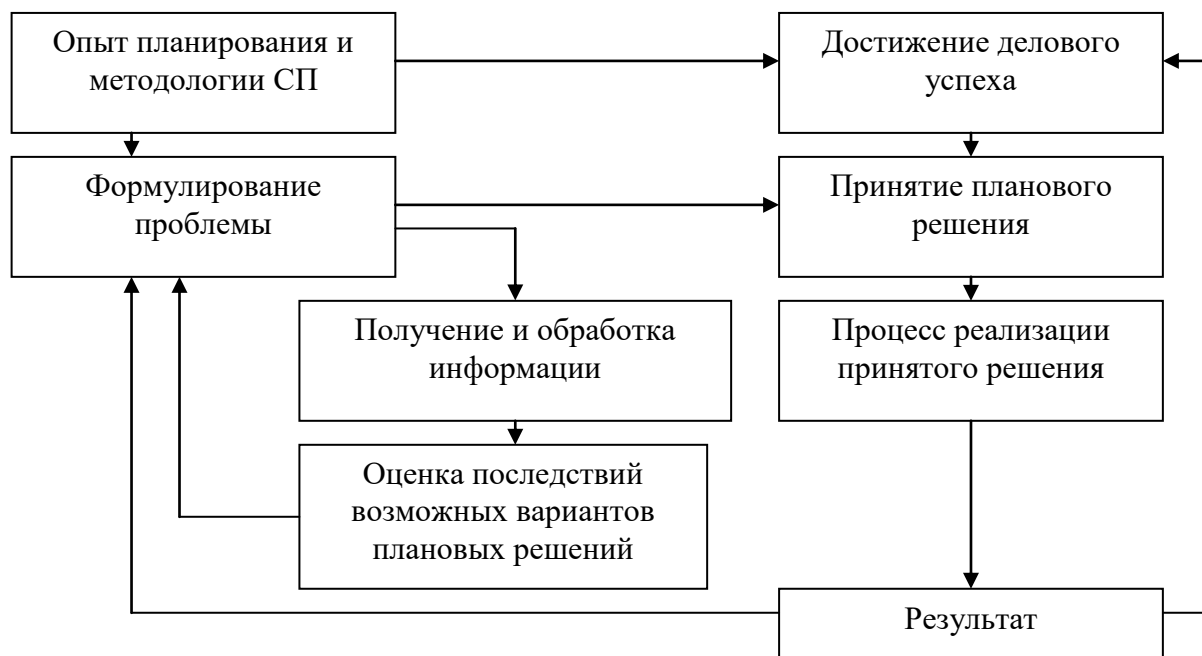 Опыт планирования и
методологии СП
Достижение делового
успеха
Формулирование
проблемы
Принятие планового
решения
Получение и обработка
информации
Процесс реализации
принятого решения
Оценка последствий
возможных вариантов
плановых решений
Результат